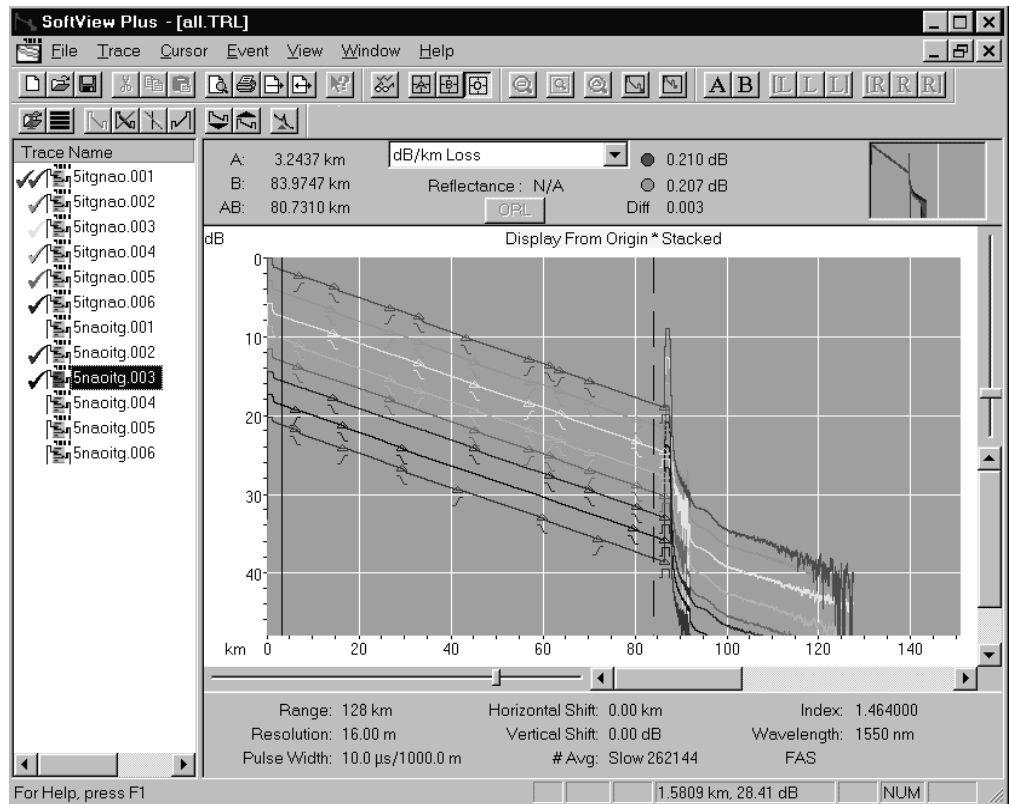 SoftView Plus - [all.TRL]
File Trace Cursor Event View Window Help
A B [L L L] [R R R]
Trace Name
5itgnao.001
5itgnao.002
5itgnao.003
5itgnao.004
5itgnao.005
5itgnao.006
5naoitg.001
5naoitg.002
5naoitg.003
5naoitg.004
5naoitg.005
5naoitg.006
A: 3.2437 km
B: 83.9747 km
AB: 80.7310 km
dB/km Loss
Reflectance : N/A
ORL
0.210 dB
0.207 dB
Diff 0.003
dB Display From Origin * Stacked
0
10
20
30
40
km 0 20 40 60 80 100 120 140
Range: 128 km Horizontal Shift: 0.00 km Index: 1.464000
Resolution: 16.00 m Vertical Shift: 0.00 dB Wavelength: 1550 nm
Pulse Width: 10.0 µs/1000.0 m # Avg: Slow 262144 FAS
For Help, press F1 1.5809 km, 28.41 dB NUM